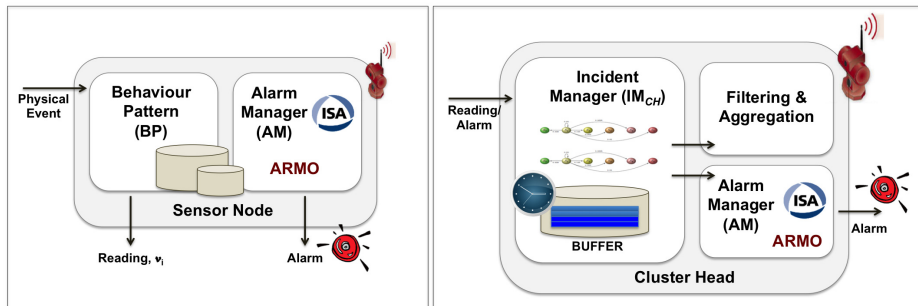 Physical
Event
Behaviour
Pattern
(BP)
Alarm
Manager
(AM)
ISA
ARMO
Sensor Node
Reading, vi
Alarm
Reading/
Alarm
Incident
Manager (IMCH)
BUFFER
Filtering &
Aggregation
Alarm
Manager
(AM)
ISA
ARMO
Alarm
Cluster Head